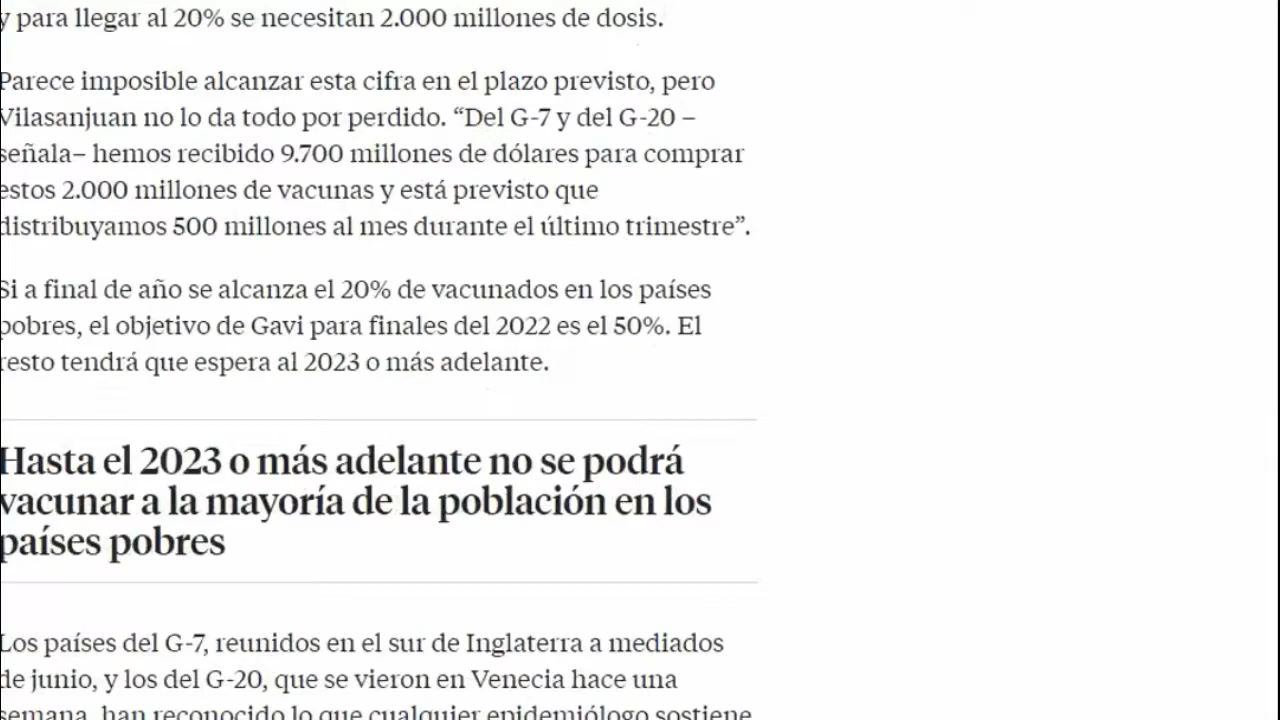 y para llegar al 20% se necesitan 2.000 millones de dosis.
Parece imposible alcanzar esta cifra en el plazo previsto, pero
Vilasanjuan no lo da todo por perdido. “Del G-7 y del G-20 –
señala– hemos recibido 9.700 millones de dólares para comprar
estos 2.000 millones de vacunas y está previsto que
distribuyamos 500 millones al mes durante el último trimestre”.
Si a final de año se alcanza el 20% de vacunados en los países
pobres, el objetivo de Gavi para finales del 2022 es el 50%. El
resto tendrá que espera al 2023 o más adelante.
Hasta el 2023 o más adelante no se podrá
vacunar a la mayoría de la población en los
países pobres
Los países del G-7, reunidos en el sur de Inglaterra a mediados
de junio, y los del G-20, que se vieron en Venecia hace una
semana, han reconocido lo que cualquier epidemiólogo sostiene